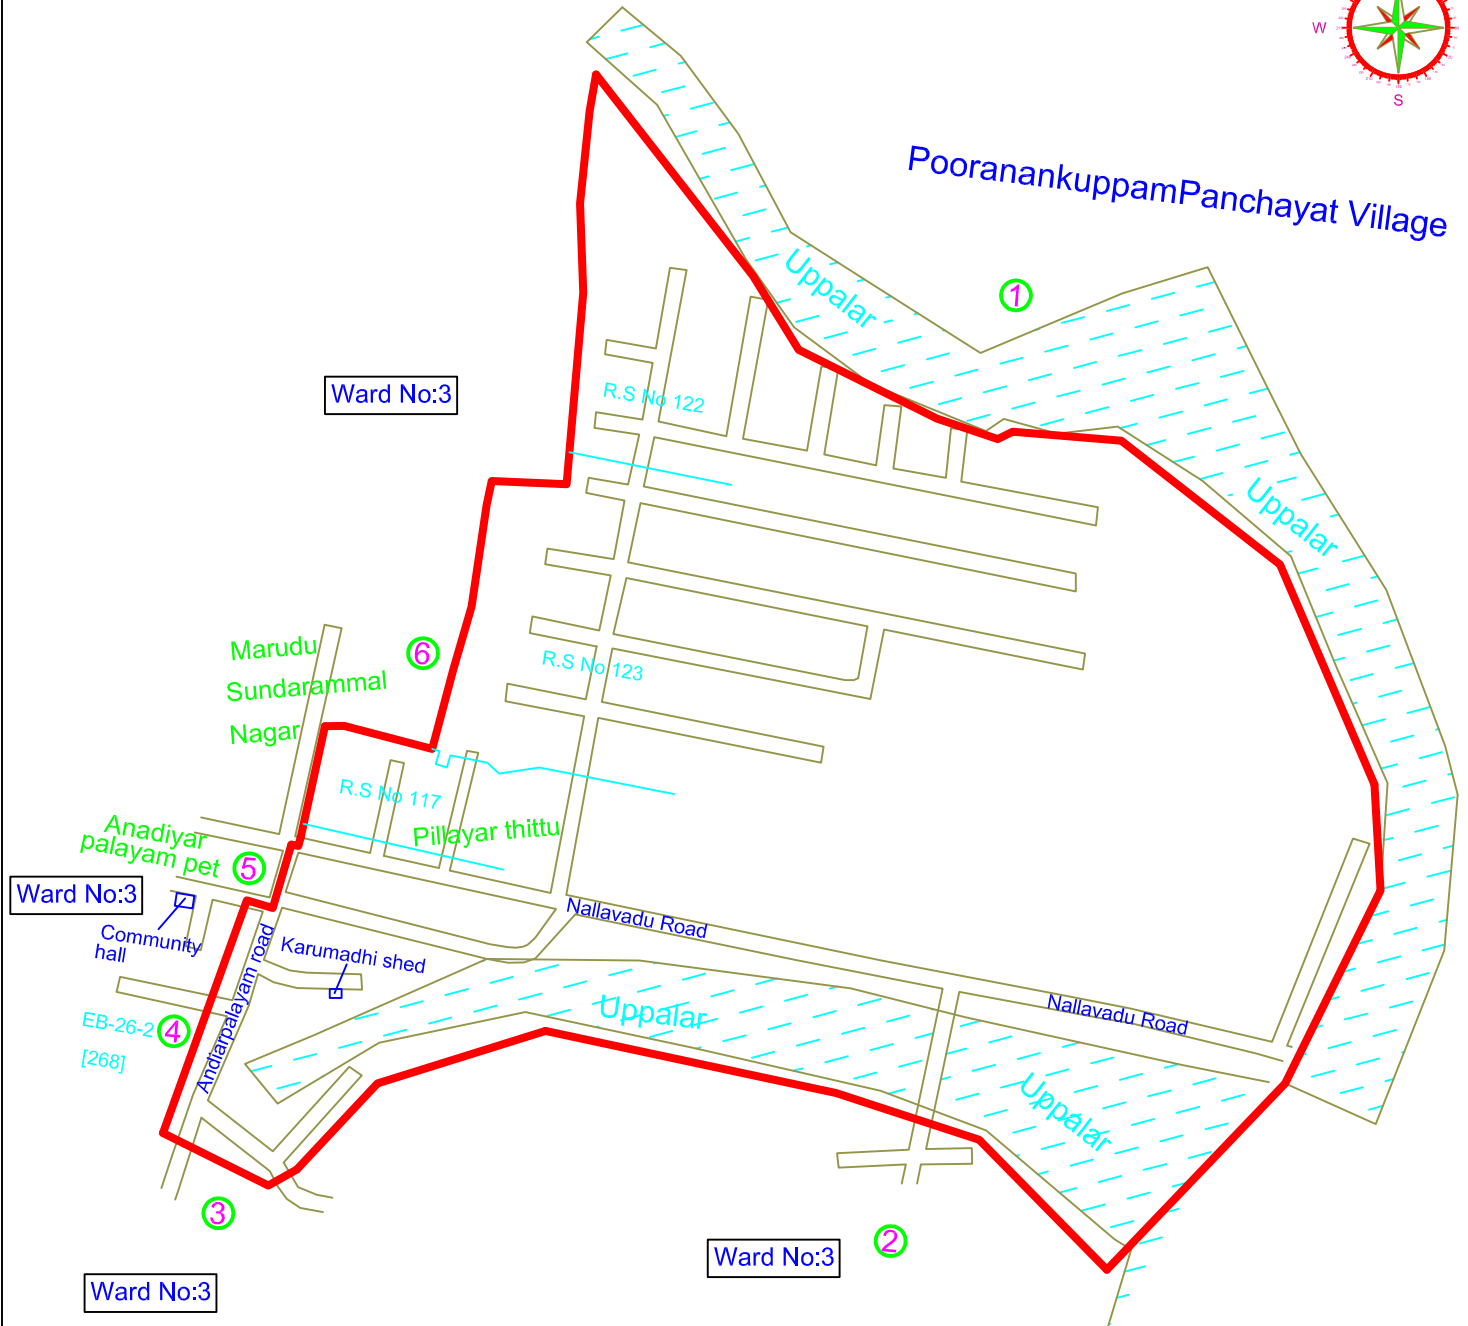 W
S
PooranankuppamPanchayat Village
Uppalar
1
Ward No:3
R.S No 122
Uppalar
Marudu
Sundarammal
Nagar
6
R.S No 123
R.S No 117
Pillayar thittu
Anadiyar
palayam pet
5
Ward No:3
Community
hall
Andiarpalayam road
Karumadhi shed
Nallavadu Road
Uppalar
Nallavadu Road
EB-26-2
[268]
4
Uppalar
3
2
Ward No:3
Ward No:3